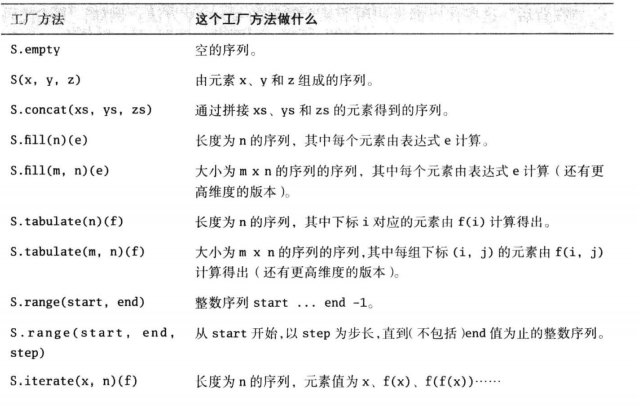 工厂方法 这个工厂方法做什么
S.empty 空的序列。
S(x, y, z) 由元素 x、y 和 z 组成的序列。
S.concat(xs, ys, zs) 通过拼接 xs、ys 和 zs 的元素得到的序列。
S.fill(n)(e) 长度为 n 的序列，其中每个元素由表达式 e 计算。
S.fill(m, n)(e) 大小为 m x n 的序列的序列，其中每个元素由表达式 e 计算（还有更
高维度的版本）。
S.tabulate(n)(f) 长度为 n 的序列，其中下标 i 对应的元素由 f(i) 计算得出。
S.tabulate(m, n)(f) 大小为 m x n 的序列的序列,其中每组下标 (i, j) 的元素由 f(i, j)
计算得出（还有更高维度的版本）。
S.range(start, end) 整数序列 start ... end -1。
S.range(start, end, 从 start 开始,以 step 为步长,直到(不包括)end 值为止的整数序列。
step)
S.iterate(x, n)(f) 长度为 n 的序列，元素值为 x、f(x)、f(f(x))……